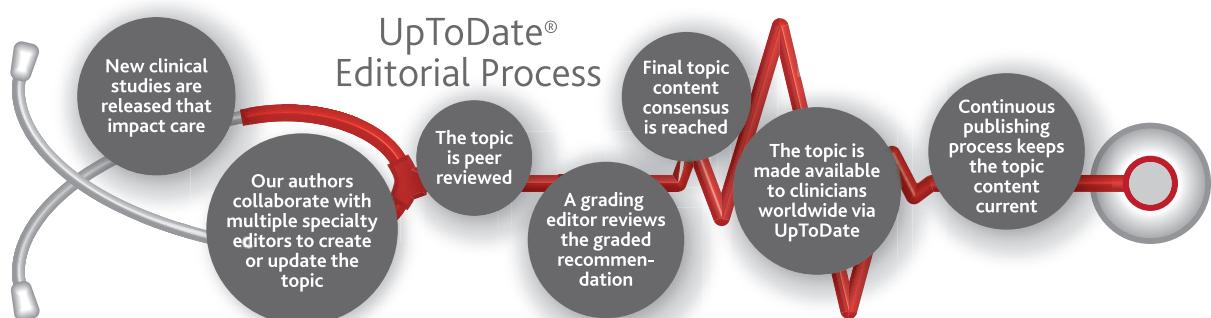 UpToDate®
Editorial Process
New clinical
studies are
released that
impact care
Our authors
collaborate with
multiple specialty
editors to create
or update the
topic
The topic
is peer
reviewed
A grading
editor reviews
the graded
recommen-
dation
Final topic
content
consensus
is reached
The topic is
made available
to clinicians
worldwide via
UpToDate
Continuous
publishing
process keeps
the topic
content
current